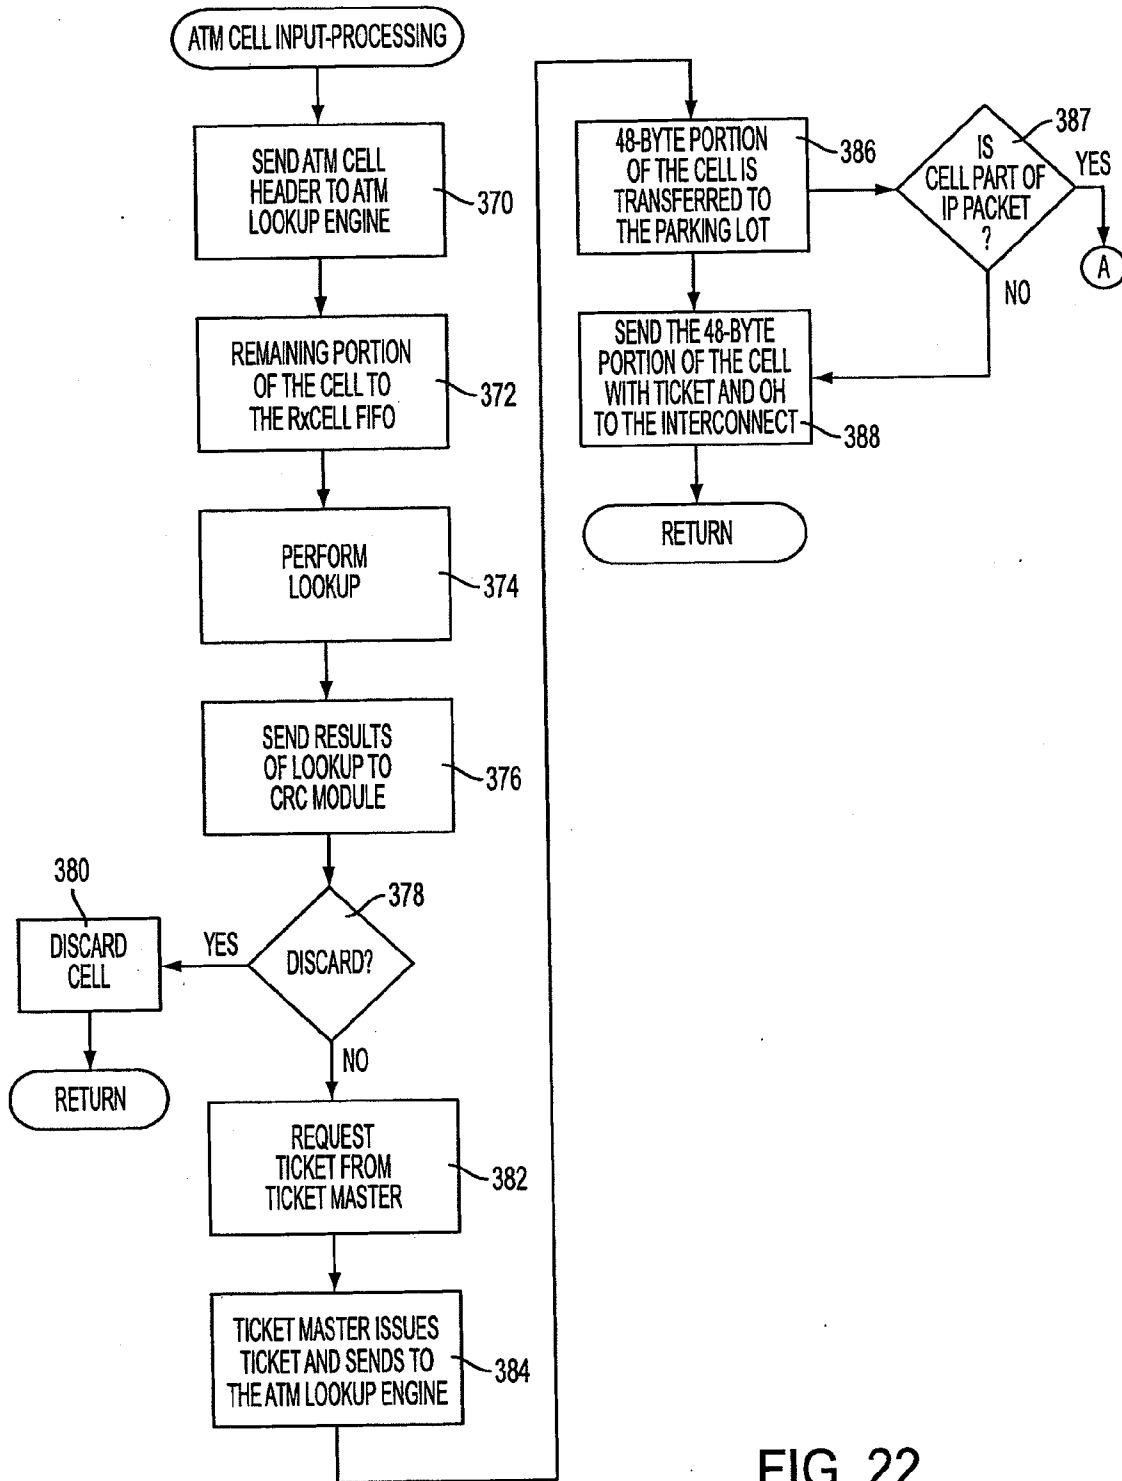 ATM CELL INPUT-PROCESSING
SEND ATM CELL
HEADER TO ATM
LOOKUP ENGINE
370
REMAINING PORTION
OF THE CELL TO
THE RxCELL FIFO
372
PERFORM
LOOKUP
374
SEND RESULTS
OF LOOKUP TO
CRC MODULE
376
378
DISCARD?
YES
380
DISCARD
CELL
RETURN
NO
REQUEST
TICKET FROM
TICKET MASTER
382
TICKET MASTER ISSUES
TICKET AND SENDS TO
THE ATM LOOKUP ENGINE
384
48-BYTE PORTION
OF THE CELL IS
TRANSFERRED TO
THE PARKING LOT
386
387
IS
CELL PART OF
IP PACKET
?
YES
A
NO
SEND THE 48-BYTE
PORTION OF THE CELL
WITH TICKET AND OH
TO THE INTERCONNECT
388
RETURN
FIG. 22